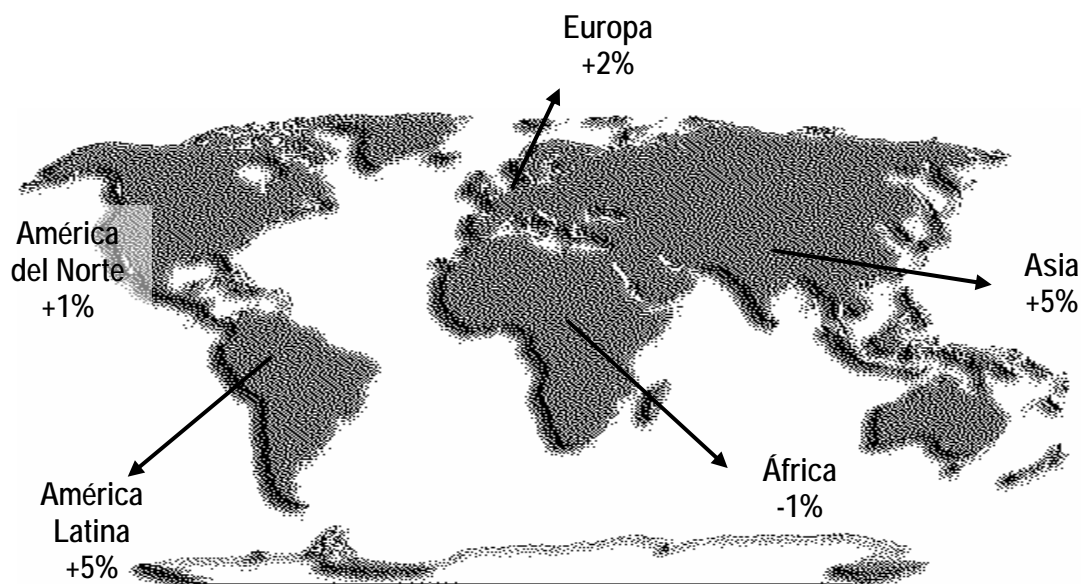 Europa
+2%
América
del Norte
+1%
Asia
+5%
América
Latina
+5%
África
-1%